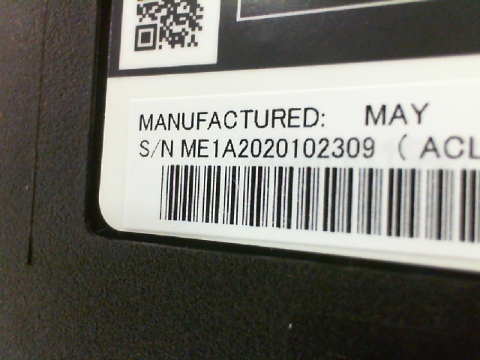 MANUFACTURED: MAY
S/N ME1A2020102309 ( ACL